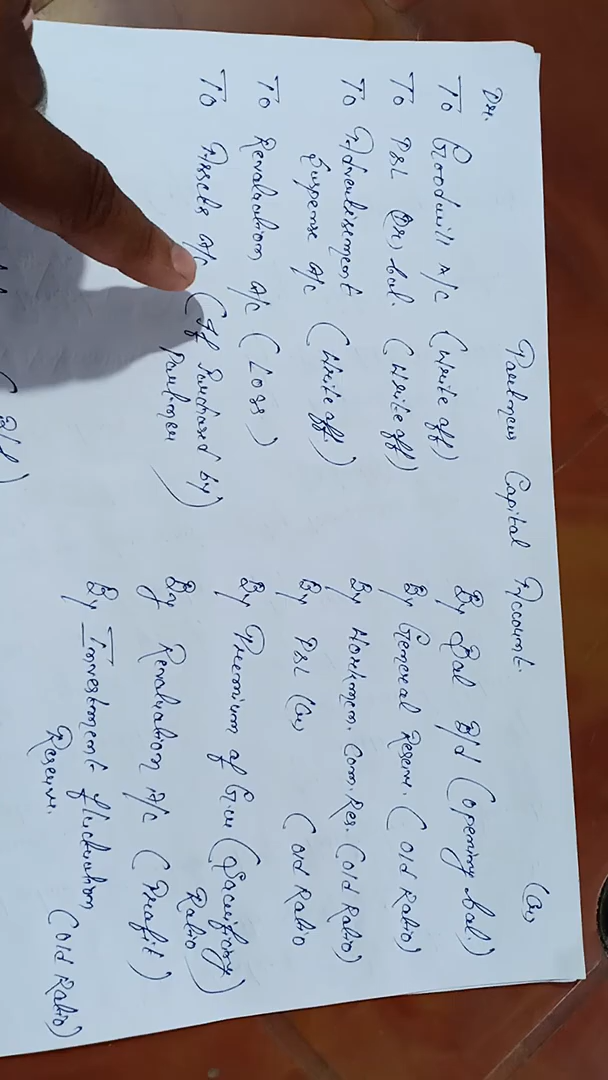 Partners Capital Account.
Dr.
(Cr)
To Goodwill A/c (Write off)
To P&L (Dr) bal. (Write off)
To Advertisement
Suspense A/c (Write off.)
To Revaluation A/c (Loss)
To Assets A/c (If Purchased by
Partner)
By Bal B/d (Opening bal.)
By General Reserv. (Old Ratio)
By Workmen. Com. Res. (Old Ratio)
By P&L (Cr) (Old Ratio
By Premium of G.w (Sacrificing
Ratio)
By Revaluation A/c (Profit)
By Investment fluctuation
Reserve. (Old Ratio)